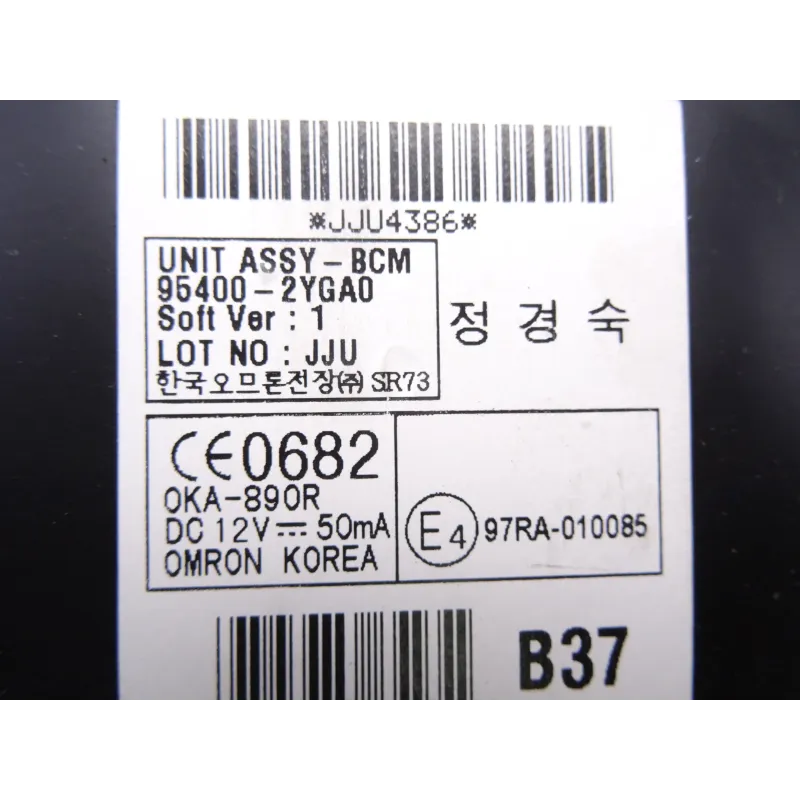 *JJU4386*
UNIT ASSY-BCM
95400-2YGA0
Soft Ver : 1
LOT NO : JJU
한국오므론전장(주) SR73
정 경 숙
CE0682
OKA-890R
DC 12V ⎓ 50mA
OMRON KOREA
E4 97RA-010085
B37